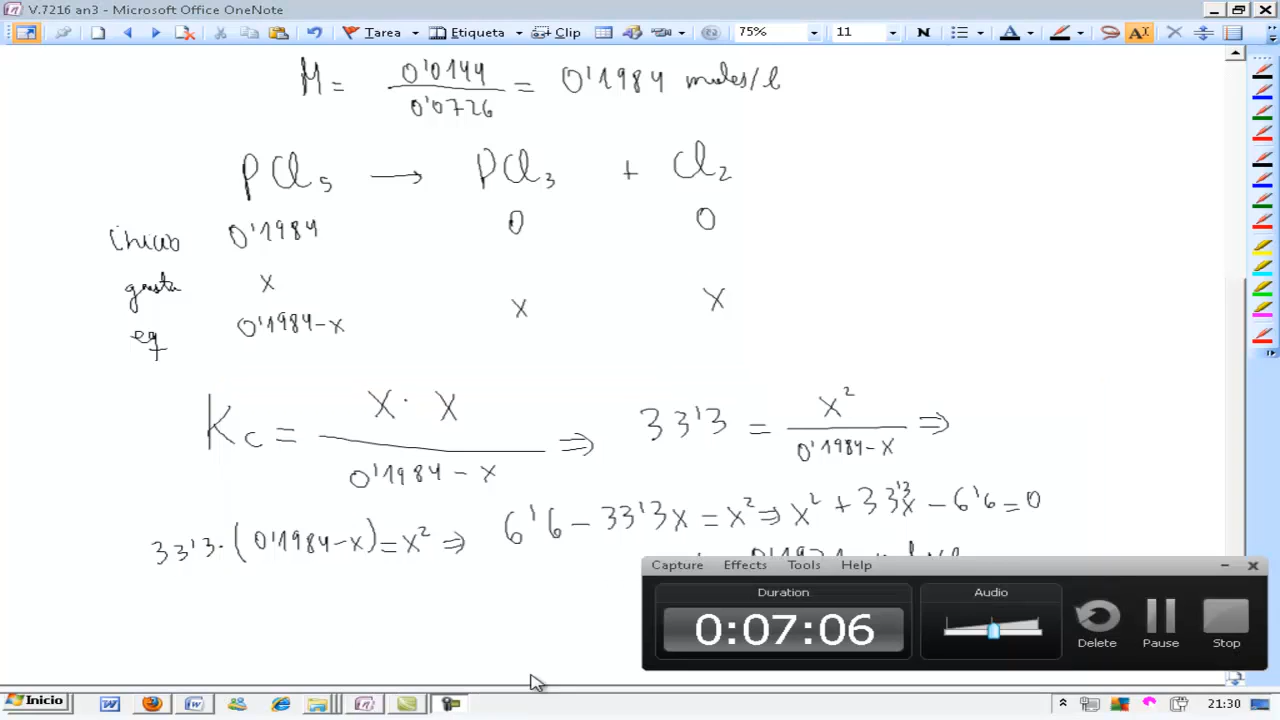 V.7216 an3 - Microsoft Office OneNote
Tarea Etiqueta Clip 75% 11 N A A
M = 0'0144 / 0'0726 = 0'1984 moles/l
PCl5 → PCl3 + Cl2
inicio 0'1984 0 0
gasta x
x x
eq 0'1984-x
Kc = x · x / 0'1984 - x ⇒ 33'3 = x² / 0'1984-x ⇒
33'3 · (0'1984-x) = x² ⇒ 6'6 - 33'3x = x² ⇒ x² + 33'3x - 6'6 = 0
Capture Effects Tools Help
Duration Audio
0:07:06
Delete Pause Stop
Inicio 21:30